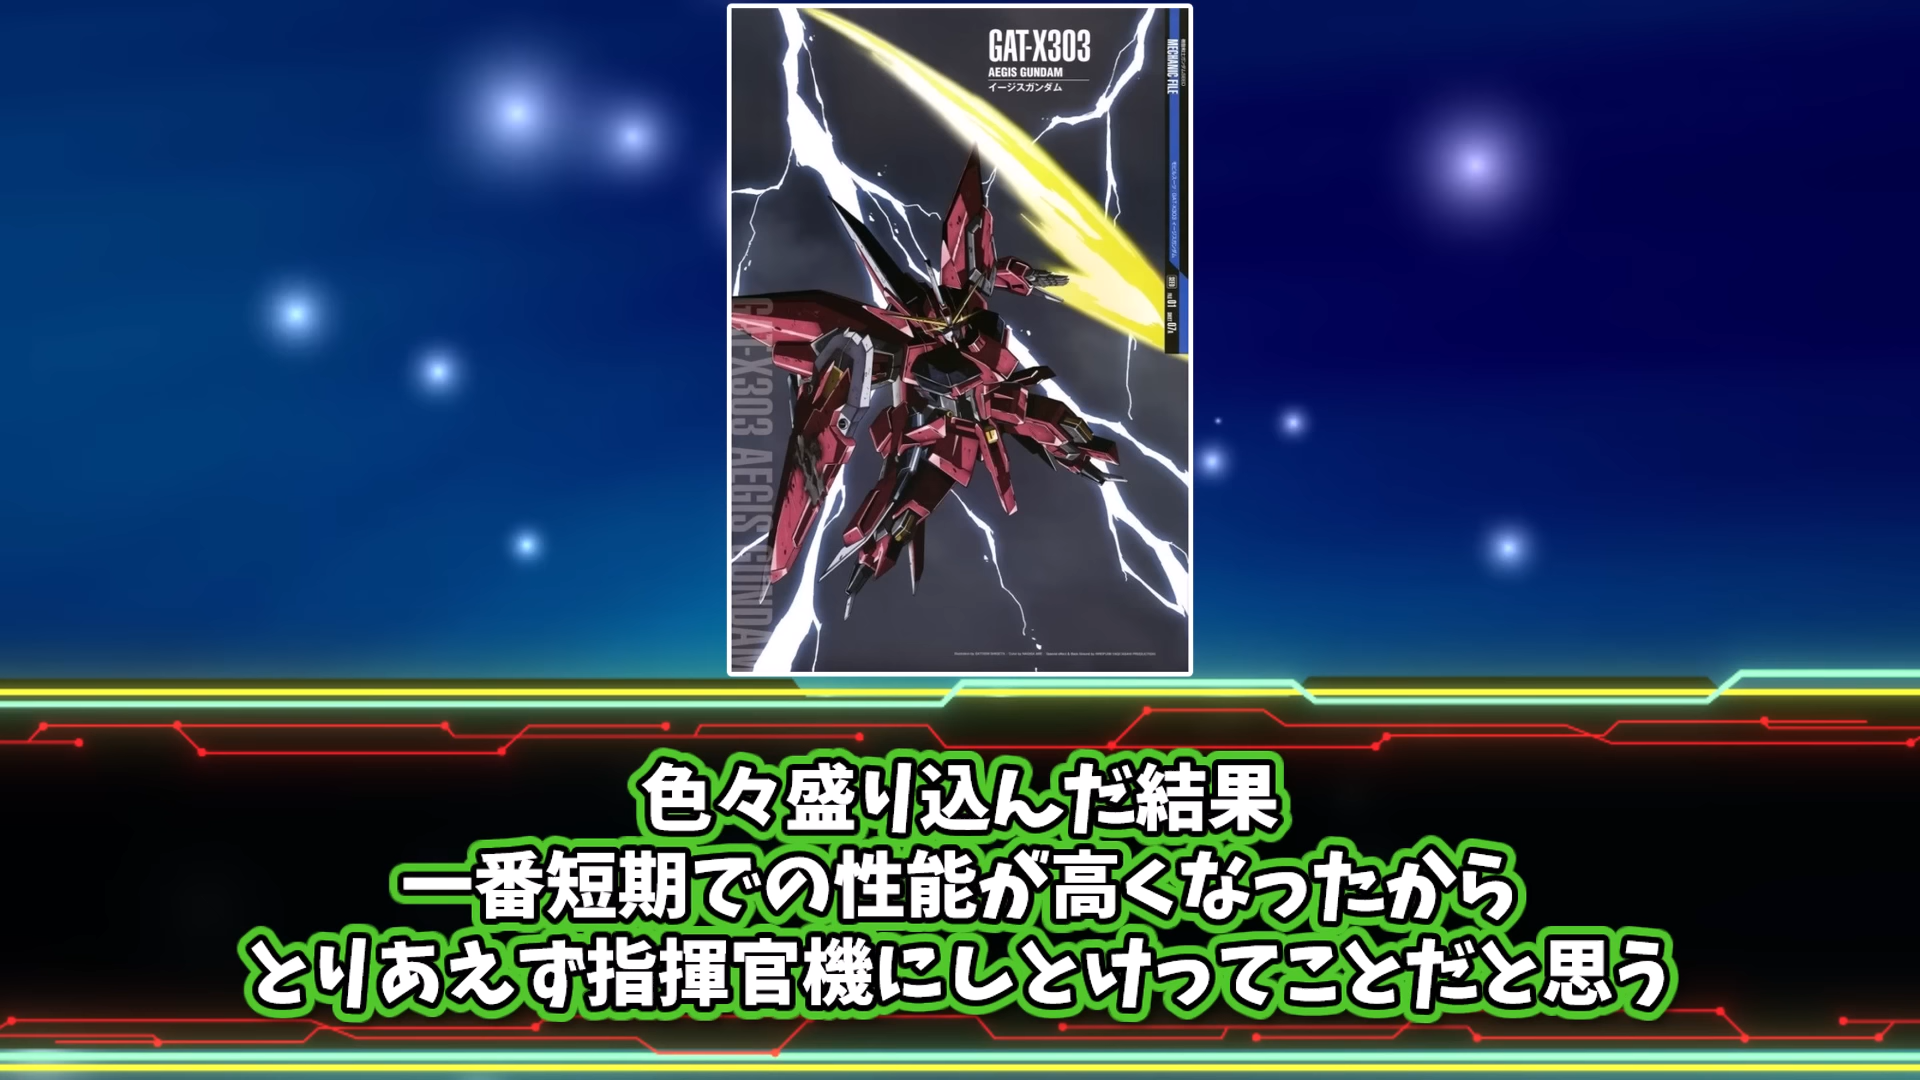 GAT-X303
AEGIS GUNDAM
イージスガンダム
MECHANIC FILE
GAT-X303 AEGIS GUNDAM
色々盛り込んだ結果
一番短期での性能が高くなったから
とりあえず指揮官機にしとけってことだと思う